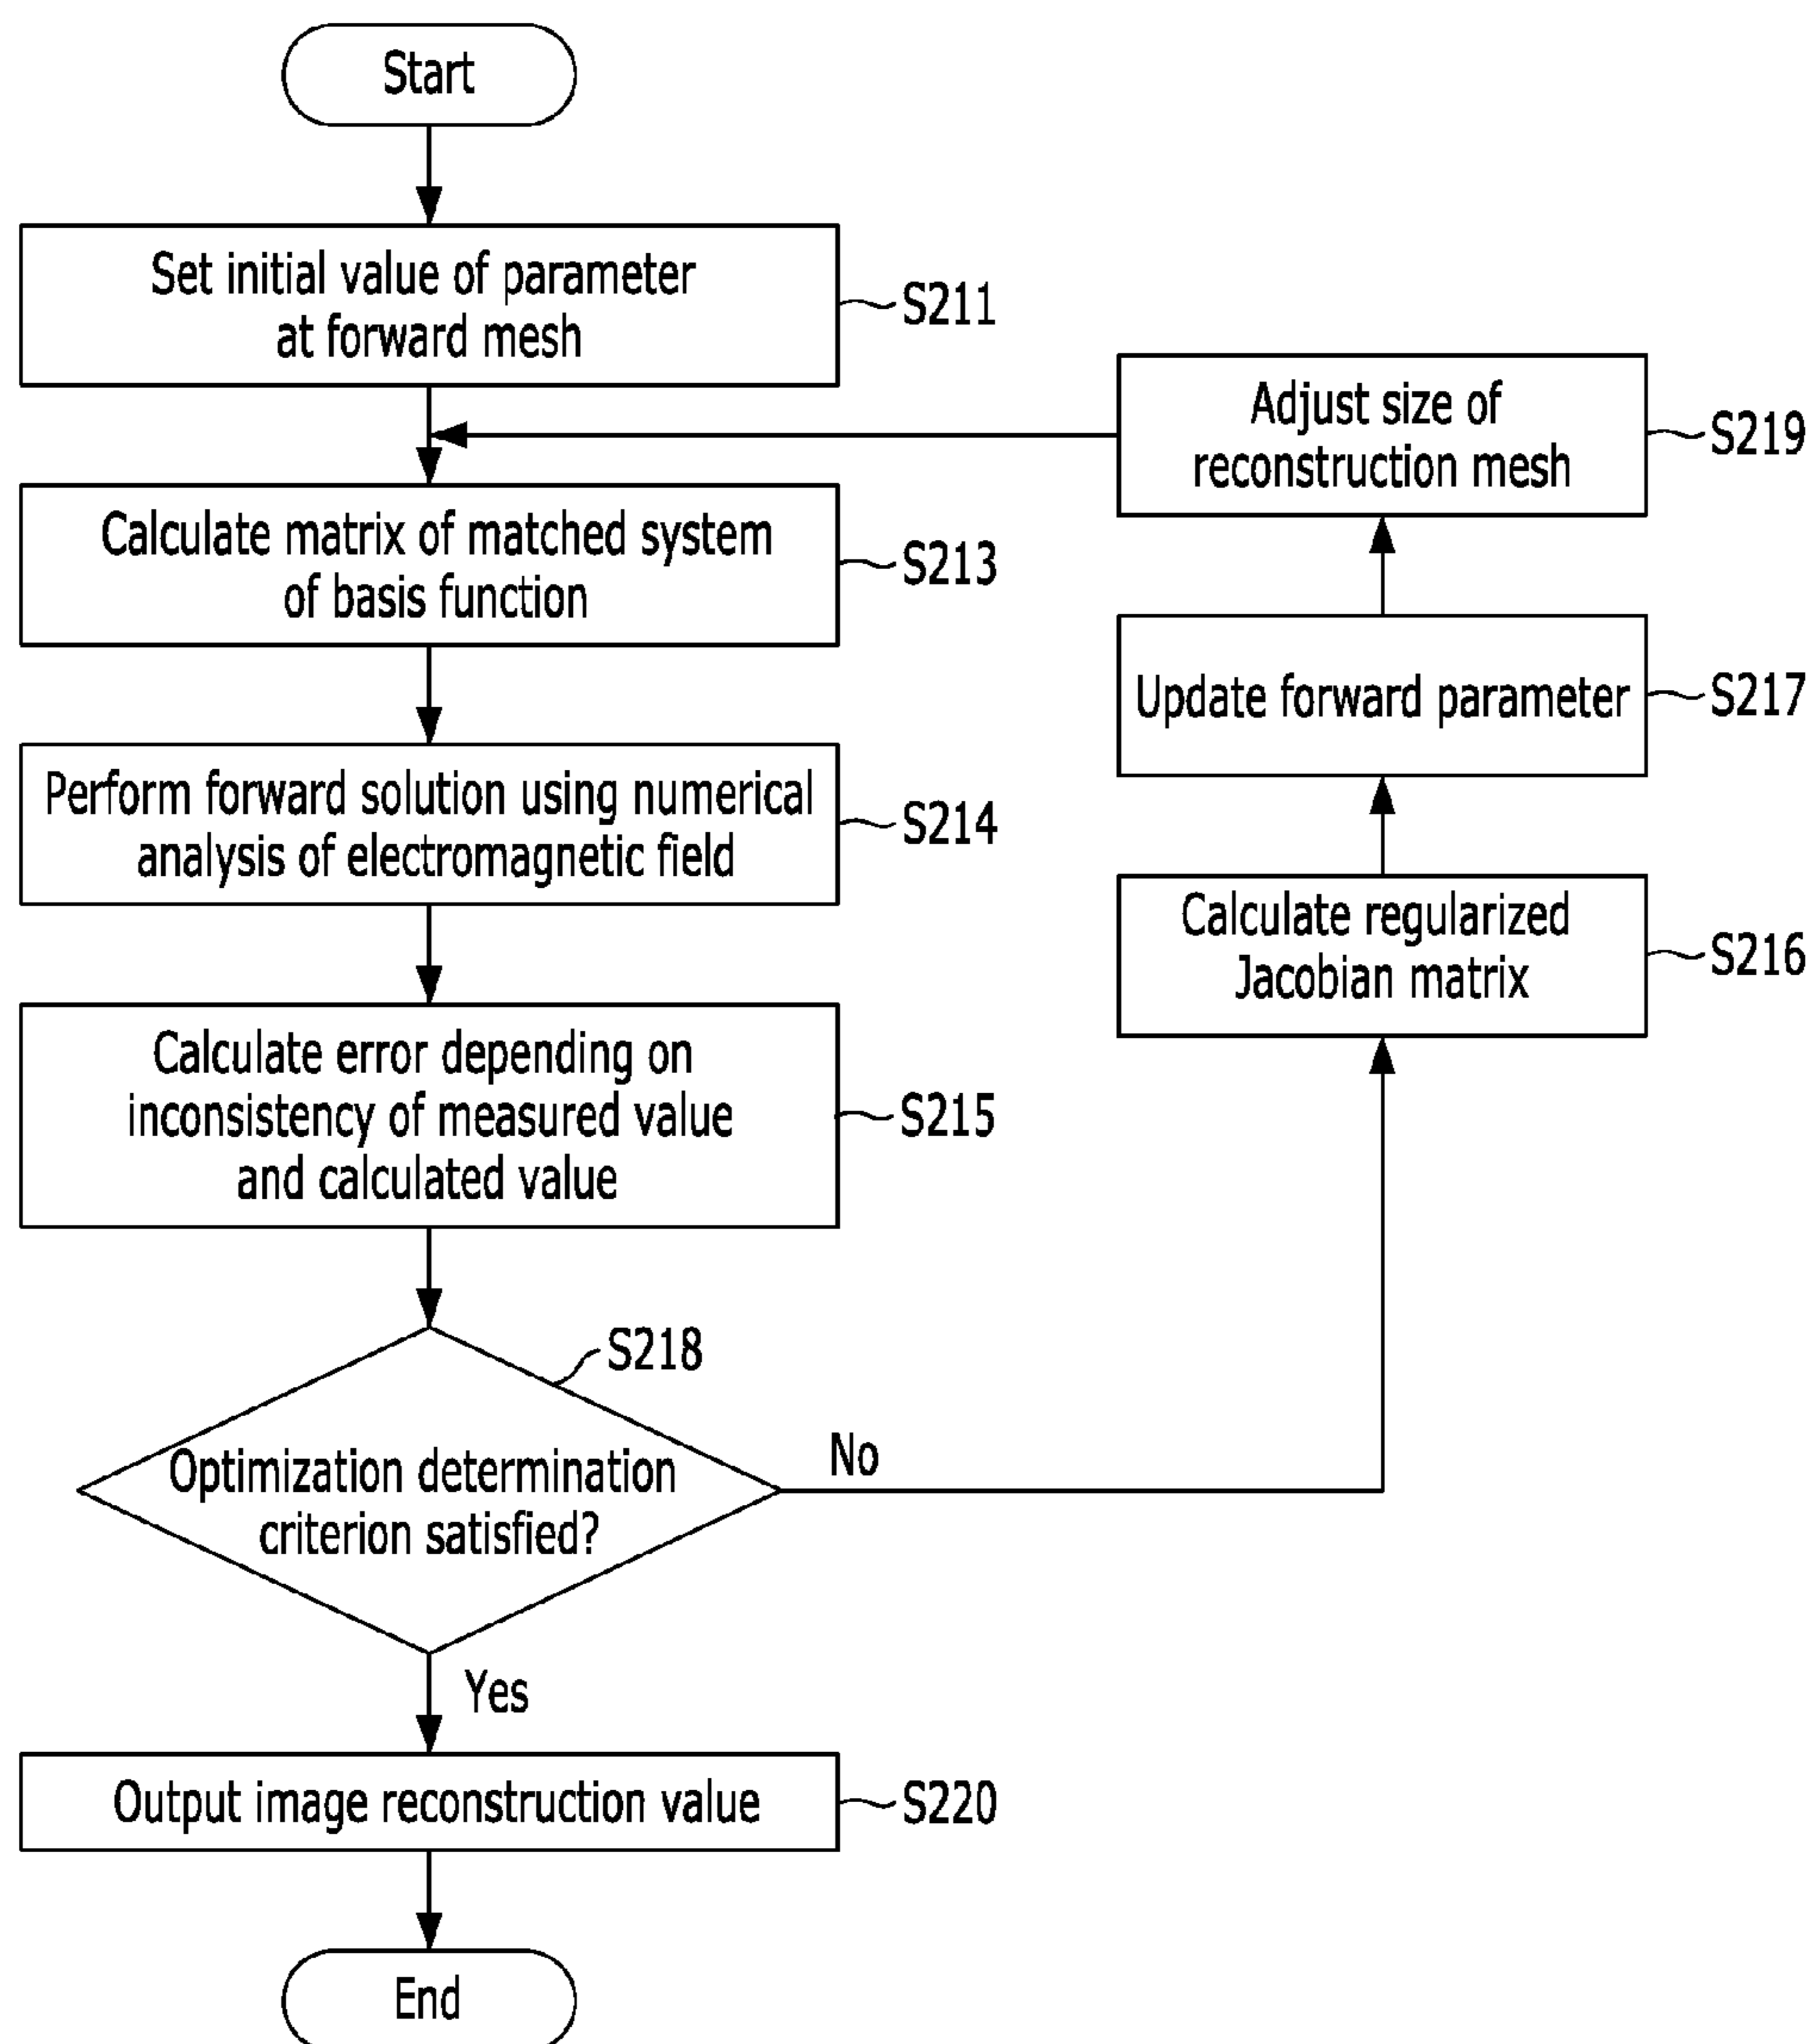 Start
Set initial value of parameter
at forward mesh
S211
Adjust size of
reconstruction mesh
S219
Calculate matrix of matched system
of basis function
S213
Update forward parameter
S217
Perform forward solution using numerical
analysis of electromagnetic field
S214
Calculate regularized
Jacobian matrix
S216
Calculate error depending on
inconsistency of measured value
and calculated value
S215
S218
Optimization determination
criterion satisfied?
No
Yes
Output image reconstruction value
S220
End